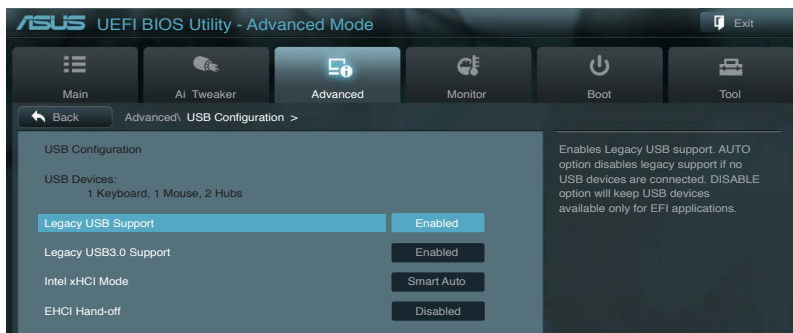 ASUS UEFI BIOS Utility - Advanced Mode
Exit
Main
Ai Tweaker
Advanced
Monitor
Boot
Tool
Back
Advanced\ USB Configuration >
USB Configuration
USB Devices:
1 Keyboard, 1 Mouse, 2 Hubs
Legacy USB Support Enabled
Legacy USB3.0 Support Enabled
Intel xHCI Mode Smart Auto
EHCI Hand-off Disabled
Enables Legacy USB support. AUTO
option disables legacy support if no
USB devices are connected. DISABLE
option will keep USB devices
available only for EFI applications.